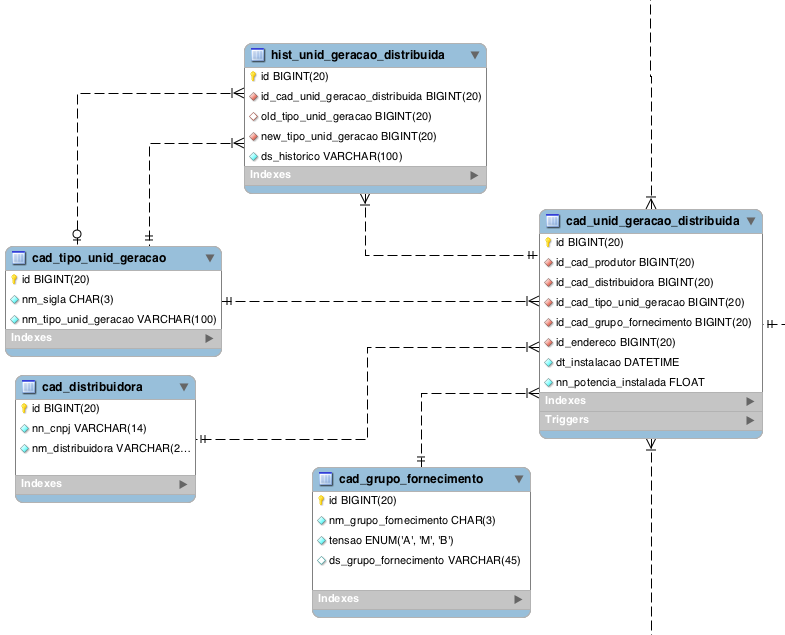 hist_unid_geracao_distribuida
id BIGINT(20)
id_cad_unid_geracao_distribuida BIGINT(20)
old_tipo_unid_geracao BIGINT(20)
new_tipo_unid_geracao BIGINT(20)
ds_historico VARCHAR(100)
Indexes
cad_unid_geracao_distribuida
id BIGINT(20)
id_cad_produtor BIGINT(20)
id_cad_distribuidora BIGINT(20)
id_cad_tipo_unid_geracao BIGINT(20)
id_cad_grupo_fornecimento BIGINT(20)
id_endereco BIGINT(20)
dt_instalacao DATETIME
nn_potencia_instalada FLOAT
Indexes
Triggers
cad_tipo_unid_geracao
id BIGINT(20)
nm_sigla CHAR(3)
nm_tipo_unid_geracao VARCHAR(100)
Indexes
cad_distribuidora
id BIGINT(20)
nn_cnpj VARCHAR(14)
nm_distribuidora VARCHAR(2...
Indexes
cad_grupo_fornecimento
id BIGINT(20)
nm_grupo_fornecimento CHAR(3)
tensao ENUM('A', 'M', 'B')
ds_grupo_fornecimento VARCHAR(45)
Indexes